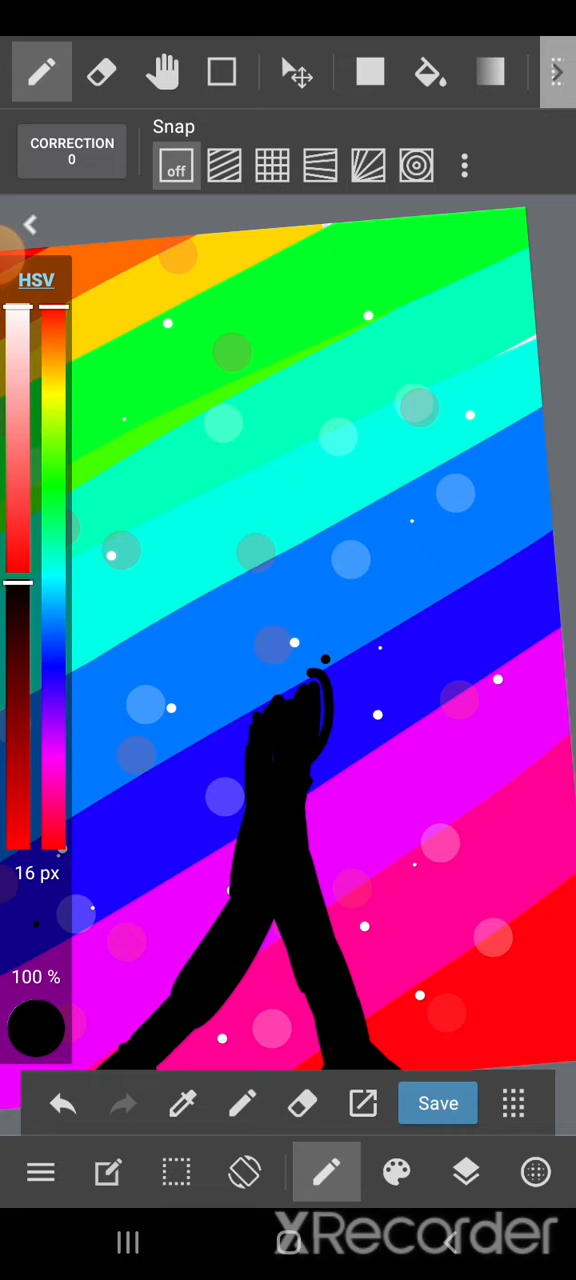 CORRECTION
0
Snap
off
HSV
16 px
100 %
Save
XRecorder